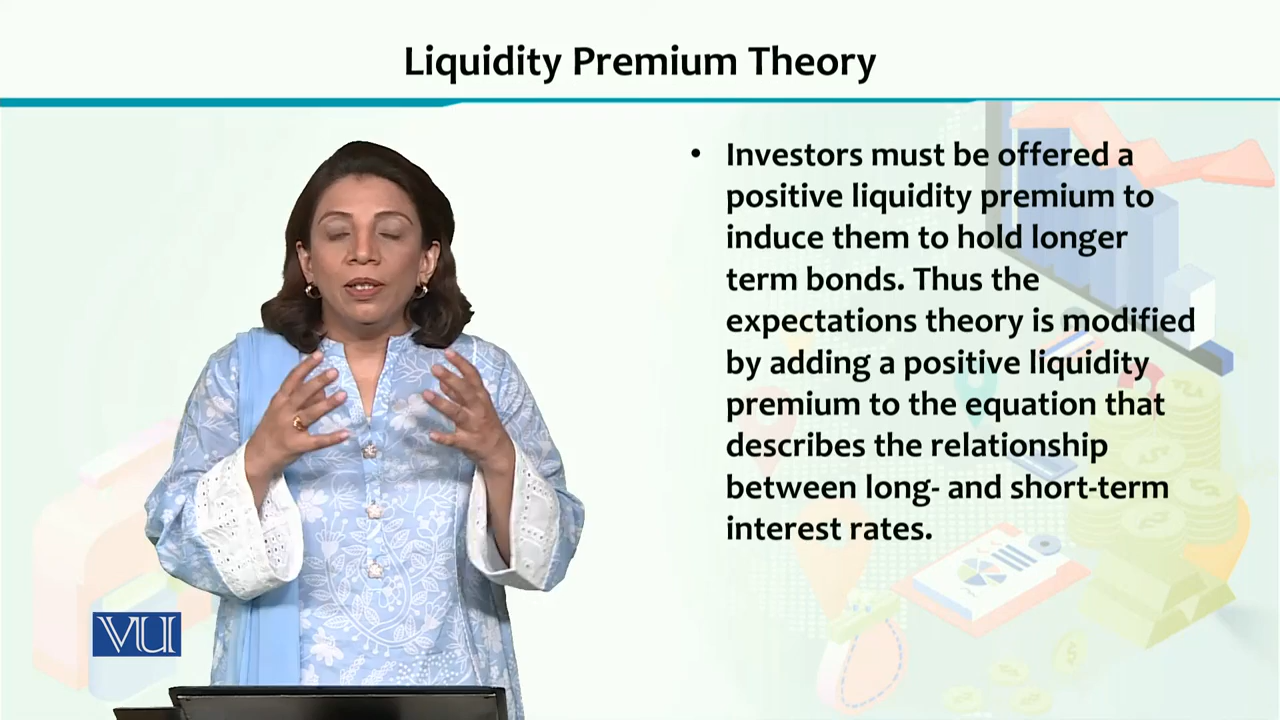 Liquidity Premium Theory
• Investors must be offered a
positive liquidity premium to
induce them to hold longer
term bonds. Thus the
expectations theory is modified
by adding a positive liquidity
premium to the equation that
describes the relationship
between long- and short-term
interest rates.
VU